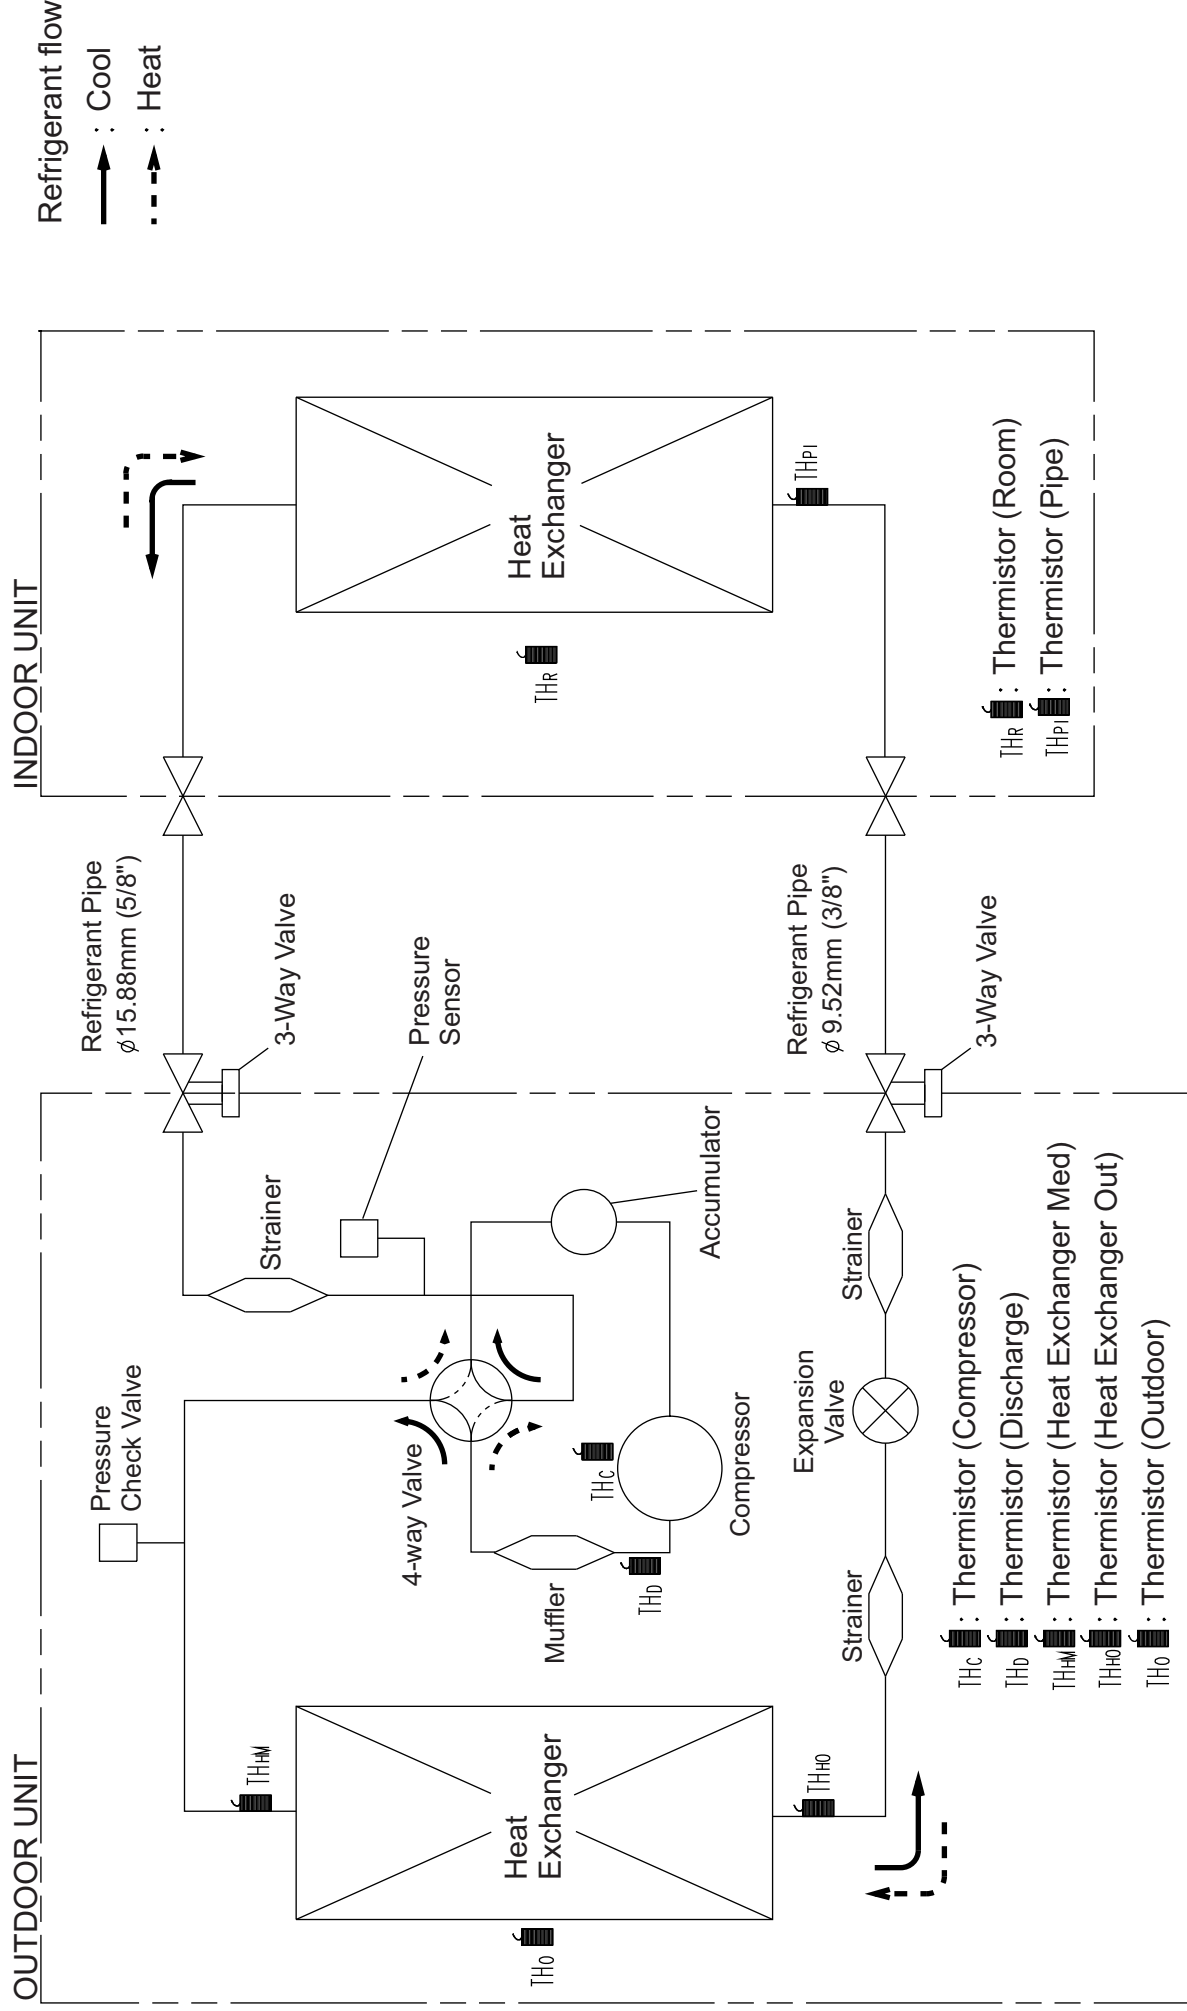 Refrigerant flow
: Cool
: Heat
INDOOR UNIT
Heat
Exchanger
THR
THPI
THR : Thermistor (Room)
THPI : Thermistor (Pipe)
Refrigerant Pipe
ϕ15.88mm (5/8")
3-Way Valve
Refrigerant Pipe
ϕ 9.52mm (3/8")
3-Way Valve
OUTDOOR UNIT
Pressure
Check Valve
Strainer
Pressure
Sensor
4-way Valve
Accumulator
Muffler
THC
Compressor
THD
THHM
Heat
Exchanger
THO
THHO
Strainer
Expansion
Valve
Strainer
THC : Thermistor (Compressor)
THD : Thermistor (Discharge)
THHM : Thermistor (Heat Exchanger Med)
THHO : Thermistor (Heat Exchanger Out)
THO : Thermistor (Outdoor)